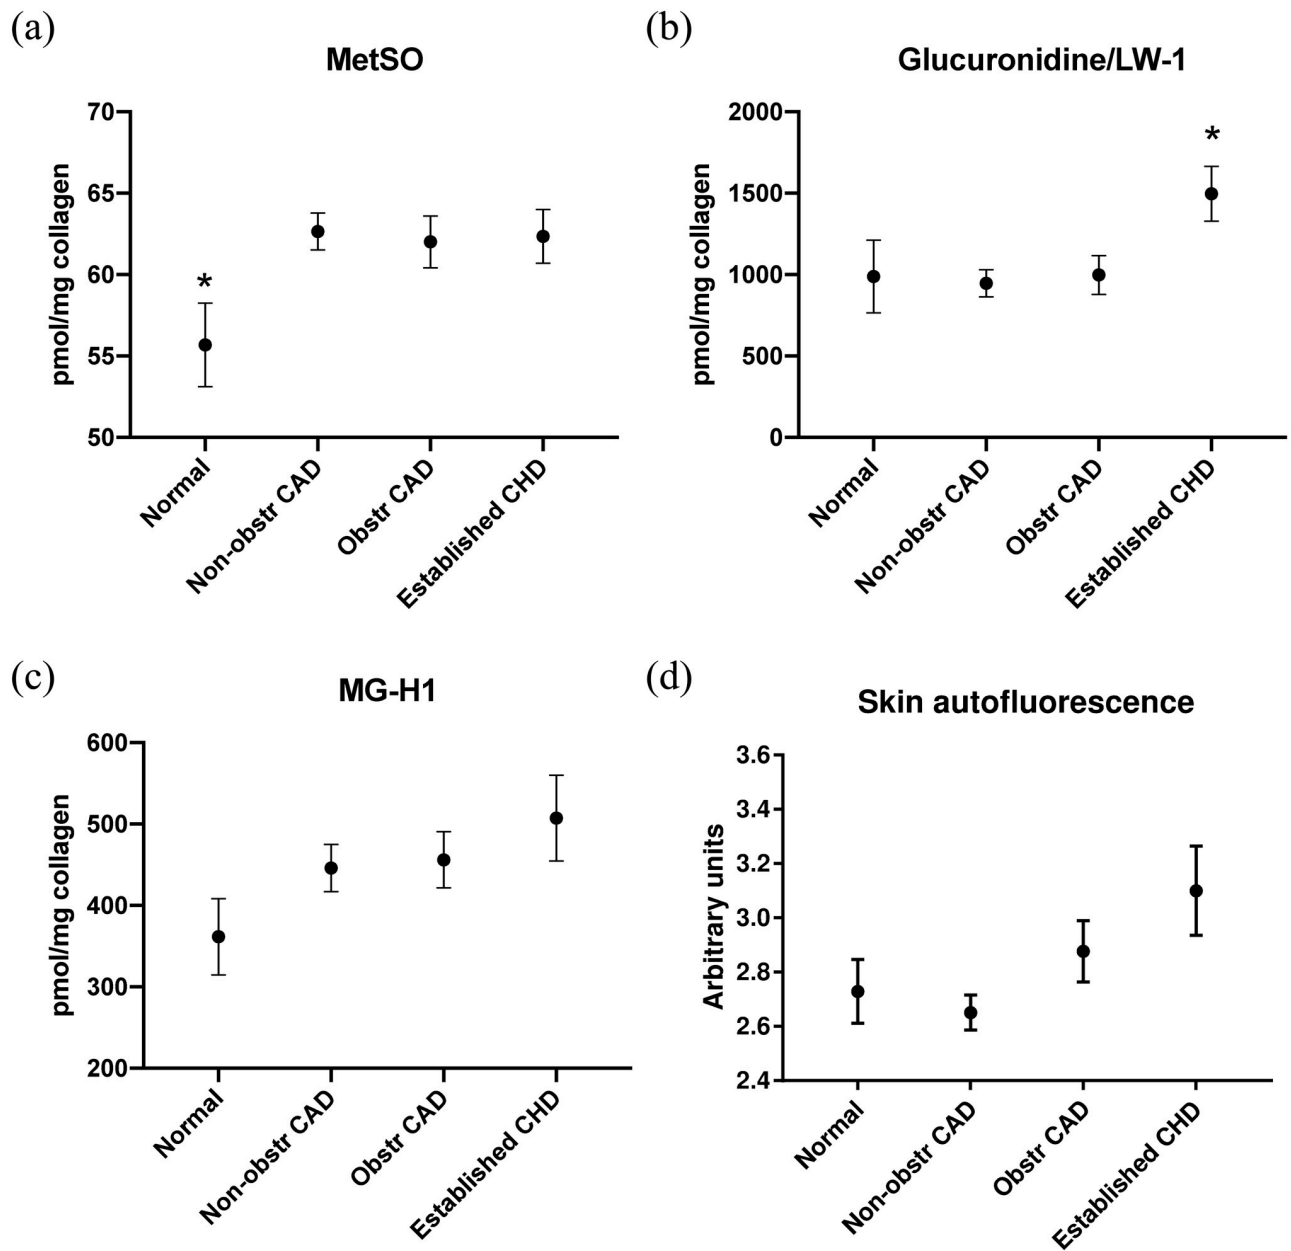 (a)
MetSO
pmol/mg collagen
70
65
60
55
50
*
Normal
Non-obstr CAD
Obstr CAD
Established CHD
(b)
Glucuronidine/LW-1
pmol/mg collagen
2000
1500
1000
500
0
*
Normal
Non-obstr CAD
Obstr CAD
Established CHD
(c)
MG-H1
pmol/mg collagen
600
500
400
300
200
Normal
Non-obstr CAD
Obstr CAD
Established CHD
(d)
Skin autofluorescence
Arbitrary units
3.6
3.4
3.2
3.0
2.8
2.6
2.4
Normal
Non-obstr CAD
Obstr CAD
Established CHD